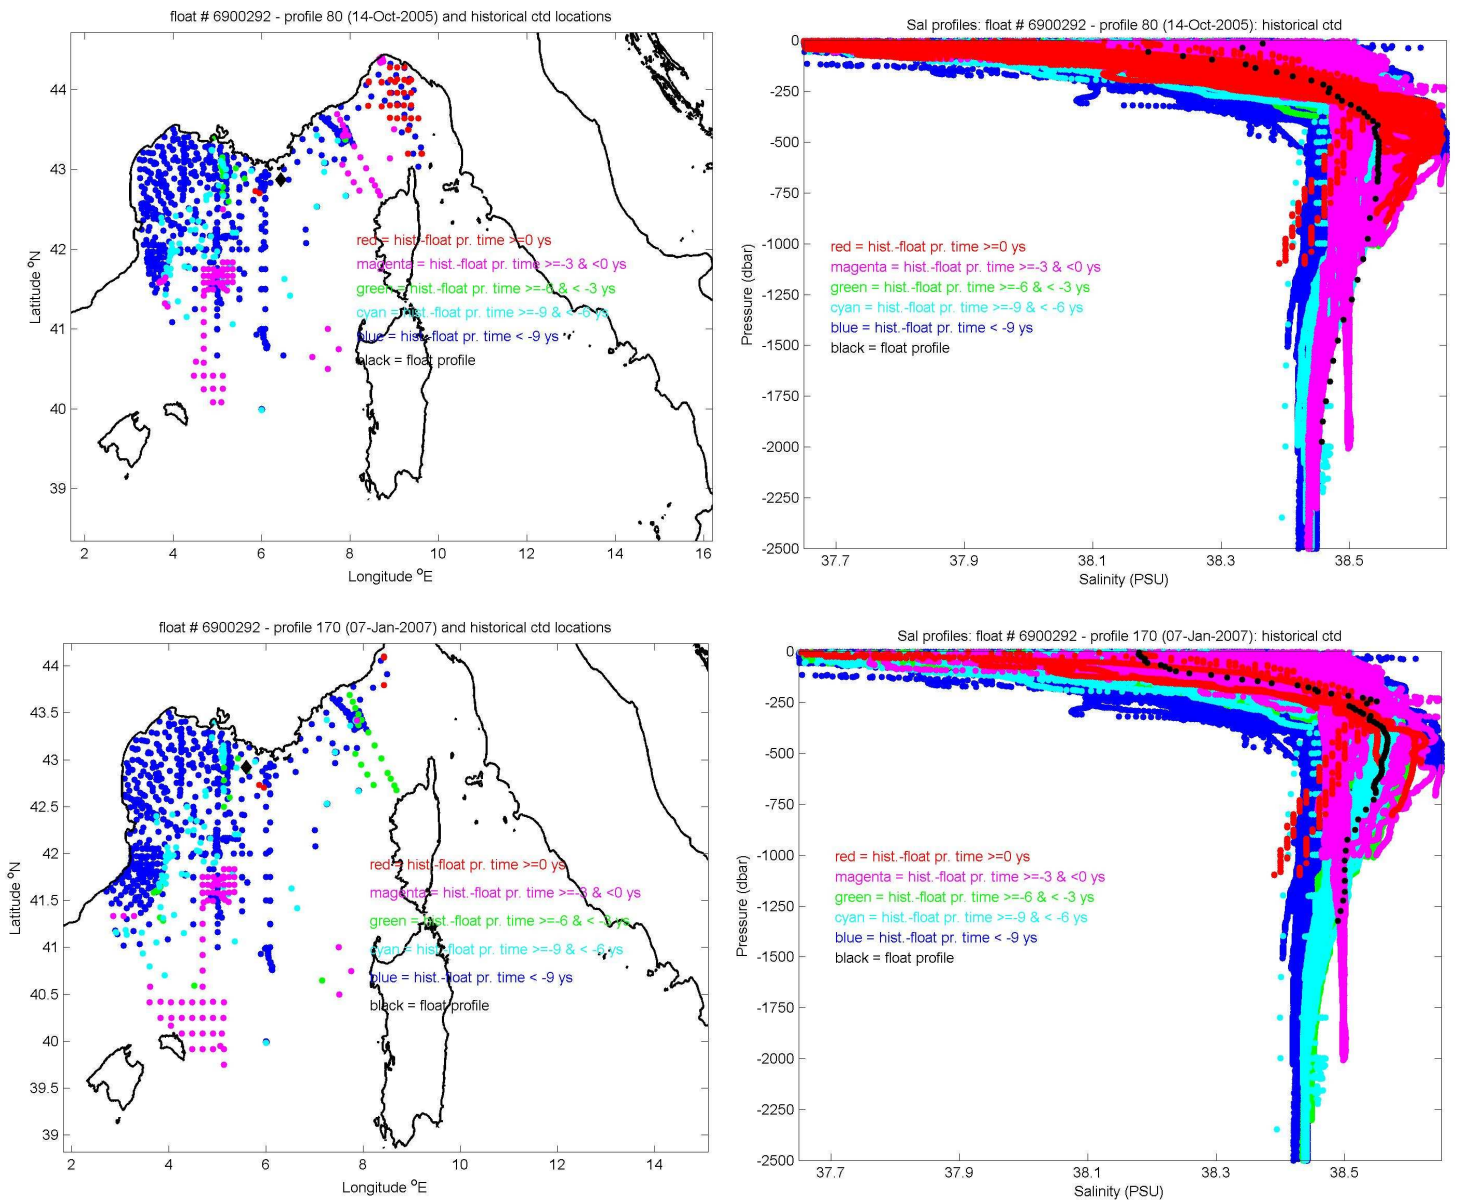 float # 6900292 - profile 80 (14-Oct-2005) and historical ctd locations
44
43
42
41
40
39
Latitude °N
red = hist-float pr. time >=0 ys
magenta = hist.-float pr. time >=-3 & <0 ys
green = hist.-float pr. time >=-6 & < -3 ys
cyan = hist.-float pr. time >=-9 & < -6 ys
blue = hist-float pr. time < -9 ys
black = float profile
2 4 6 8 10 12 14 16
Longitude °E
Sal profiles: float # 6900292 - profile 80 (14-Oct-2005): historical ctd
0
-250
-500
-750
-1000
-1250
-1500
-1750
-2000
-2250
-2500
Pressure (dbar)
red = hist-float pr. time >=0 ys
magenta = hist.-float pr. time >=-3 & <0 ys
green = hist.-float pr. time >=-6 & < -3 ys
cyan = hist.-float pr. time >=-9 & < -6 ys
blue = hist-float pr. time < -9 ys
black = float profile
37.7 37.9 38.1 38.3 38.5
Salinity (PSU)
float # 6900292 - profile 170 (07-Jan-2007) and historical ctd locations
44
43.5
43
42.5
42
41.5
41
40.5
40
39.5
39
Latitude °N
red = hist.-float pr. time >=0 ys
magenta = hist.-float pr. time >=-3 & <0 ys
green = hist.-float pr. time >=-6 & < -3 ys
cyan = hist.-float pr. time >=-9 & < -6 ys
blue = hist.-float pr. time < -9 ys
black = float profile
2 4 6 8 10 12 14
Longitude °E
Sal profiles: float # 6900292 - profile 170 (07-Jan-2007): historical ctd
0
-250
-500
-750
-1000
-1250
-1500
-1750
-2000
-2250
-2500
Pressure (dbar)
red = hist.-float pr. time >=0 ys
magenta = hist.-float pr. time >=-3 & <0 ys
green = hist.-float pr. time >=-6 & < -3 ys
cyan = hist.-float pr. time >=-9 & < -6 ys
blue = hist.-float pr. time < -9 ys
black = float profile
37.7 37.9 38.1 38.3 38.5
Salinity (PSU)